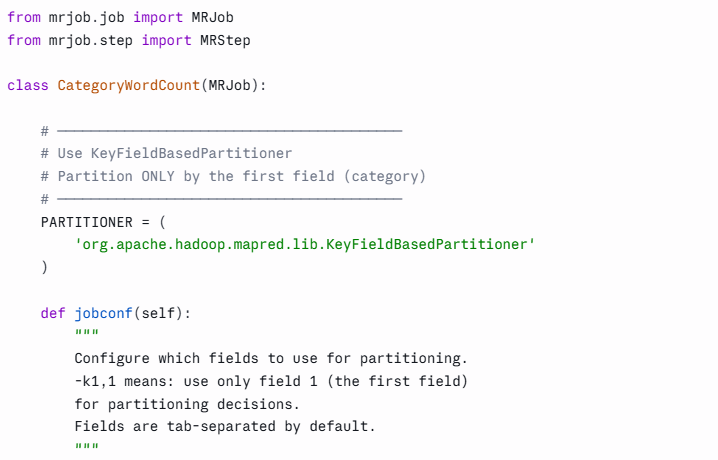 from mrjob.job import MRJob
from mrjob.step import MRStep
class CategoryWordCount(MRJob):
# ─────────────────────────────────────────
# Use KeyFieldBasedPartitioner
# Partition ONLY by the first field (category)
# ─────────────────────────────────────────
PARTITIONER = (
'org.apache.hadoop.mapred.lib.KeyFieldBasedPartitioner'
)
def jobconf(self):
"""
Configure which fields to use for partitioning.
-k1,1 means: use only field 1 (the first field)
for partitioning decisions.
Fields are tab-separated by default.
"""